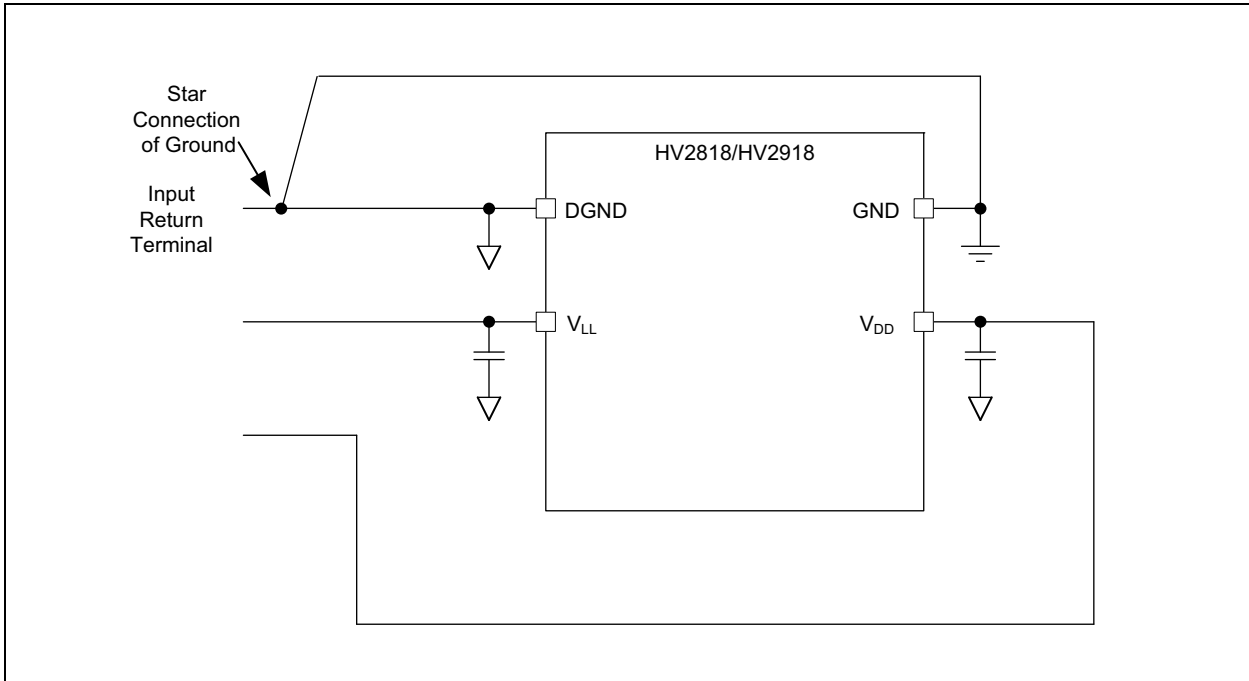 Star
Connection
of Ground
Input
Return
Terminal
HV2818/HV2918
DGND
GND
VLL
VDD